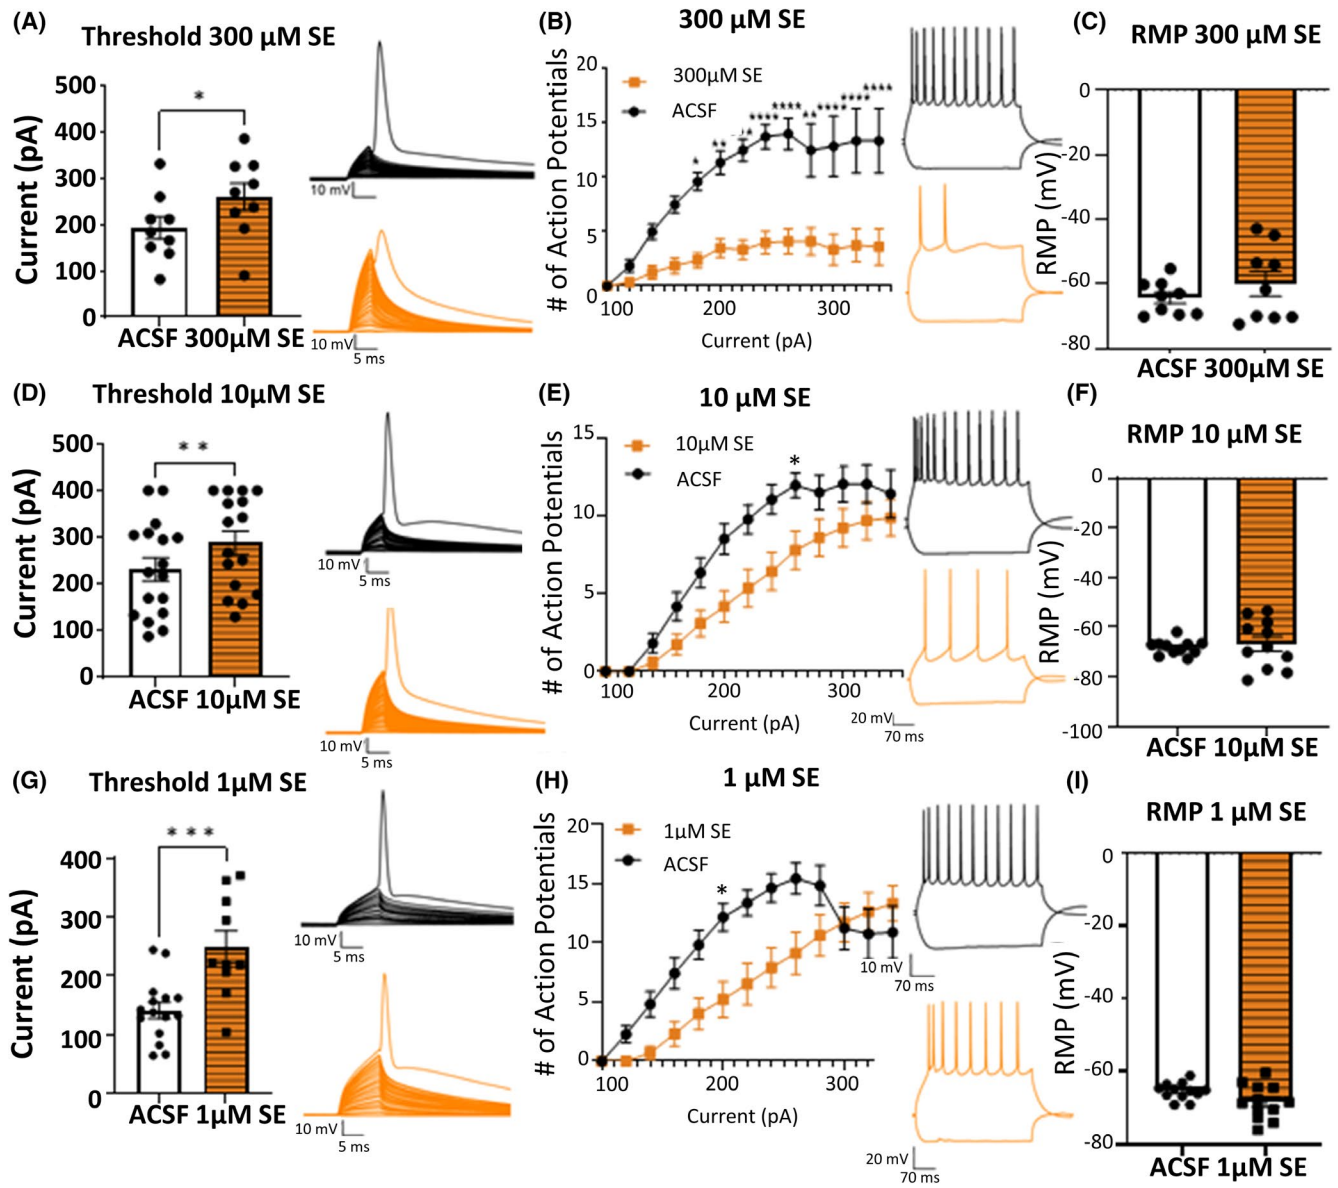 (A)
Threshold 300 µM SE
Current (pA)
500
400
300
200
100
0
*
ACSF 300µM SE
10 mV
10 mV
5 ms
(B)
300 µM SE
# of Action Potentials
20
15
10
5
0
300µM SE
ACSF
100
200
300
Current (pA)
(C)
RMP 300 µM SE
RMP (mV)
0
-20
-40
-60
-80
ACSF 300µM SE
(D)
Threshold 10µM SE
Current (pA)
500
400
300
200
100
0
**
ACSF 10µM SE
10 mV
5 ms
10 mV
5 ms
(E)
10 µM SE
# of Action Potentials
15
10
5
0
10µM SE
ACSF
*
100
200
300
Current (pA)
20 mV
70 ms
(F)
RMP 10 µM SE
RMP (mV)
0
-20
-40
-60
-80
-100
ACSF 10µM SE
(G)
Threshold 1µM SE
Current (pA)
400
300
200
100
0
***
ACSF 1µM SE
10 mV
5 ms
10 mV
5 ms
(H)
1 µM SE
# of Action Potentials
20
15
10
5
0
1µM SE
ACSF
*
100
200
300
Current (pA)
10 mV
70 ms
20 mV
70 ms
(I)
RMP 1 µM SE
RMP (mV)
0
-20
-40
-60
-80
ACSF 1µM SE